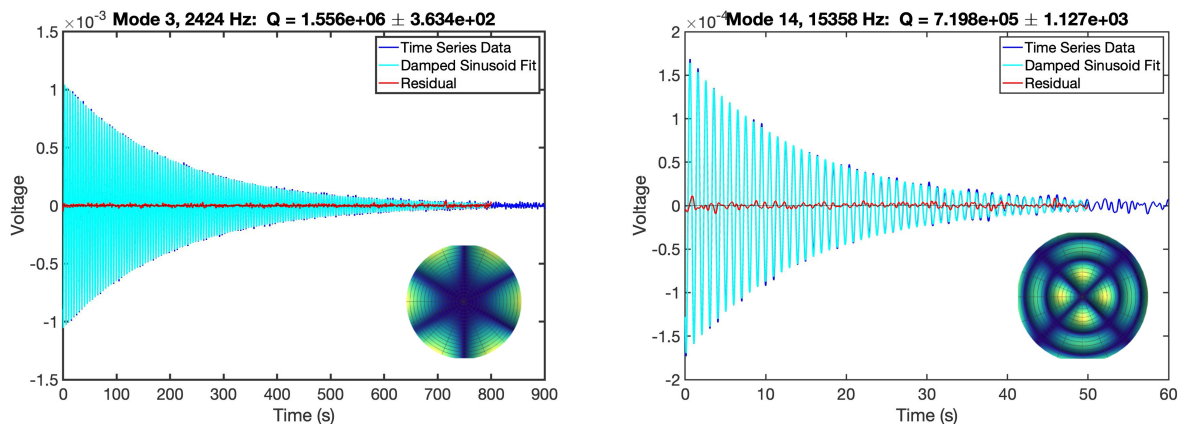 Mode 3, 2424 Hz:  Q = 1.556e+06 ± 3.634e+02
×10⁻³
1.5
1
0.5
0
-0.5
-1
-1.5
Voltage
Time Series Data
Damped Sinusoid Fit
Residual
0 100 200 300 400 500 600 700 800 900
Time (s)
Mode 14, 15358 Hz:  Q = 7.198e+05 ± 1.127e+03
×10⁻⁴
2
1.5
1
0.5
0
-0.5
-1
-1.5
-2
Voltage
Time Series Data
Damped Sinusoid Fit
Residual
0 10 20 30 40 50 60
Time (s)